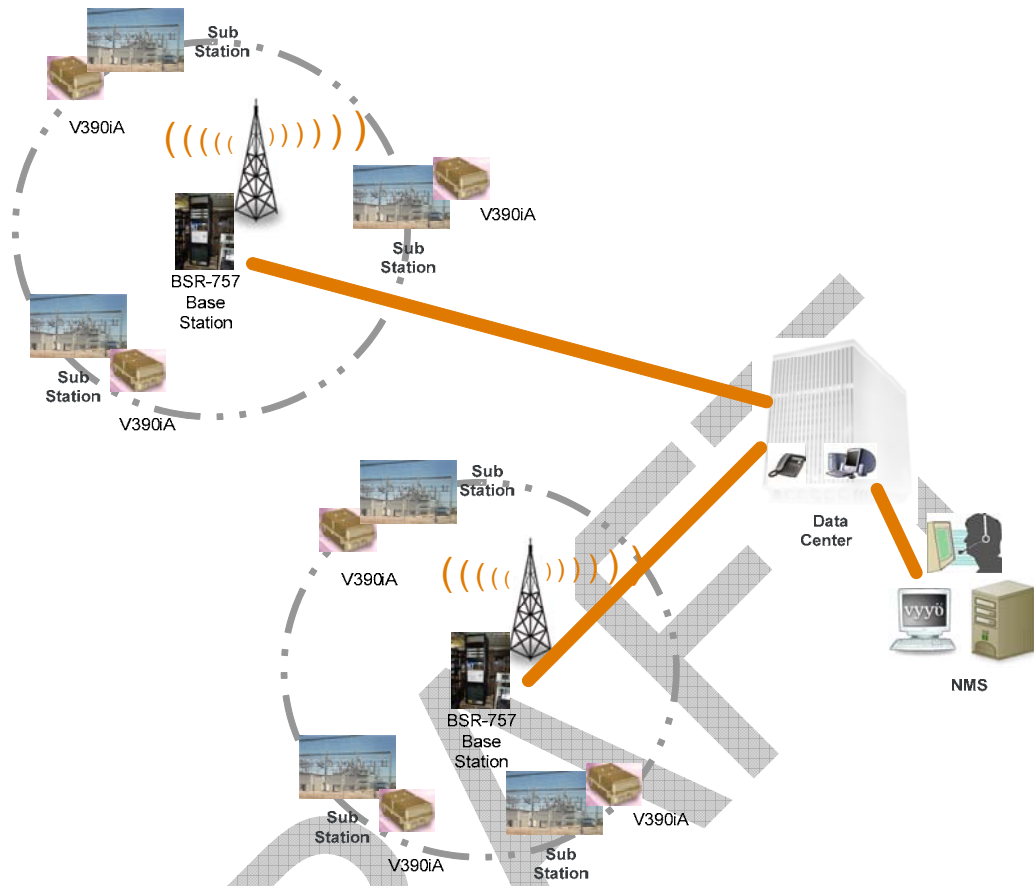 Sub
Station
V390iA
V390iA
Sub
Station
BSR-757
Base
Station
Sub
Station
V390iA
Sub
Station
V390iA
Data
Center
vyyö
NMS
BSR-757
Base
Station
Sub
Station
V390iA
V390iA
Sub
Station